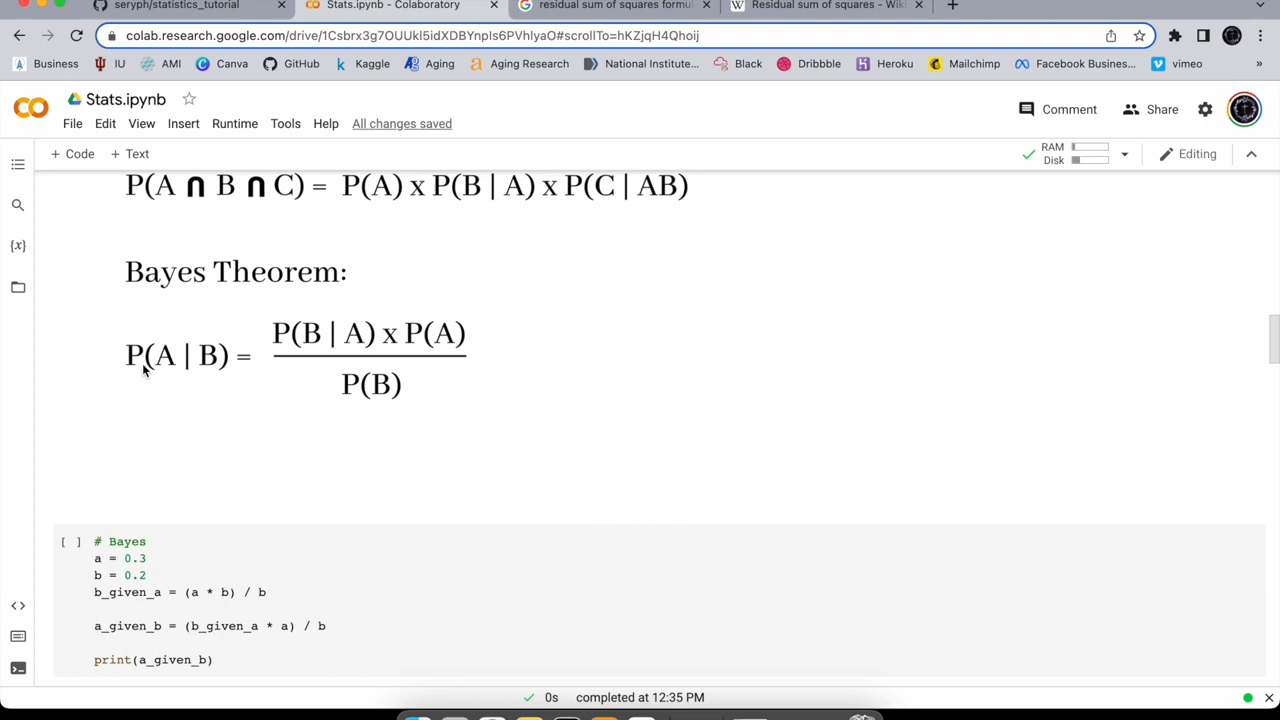 seryph/statistics_tutorial
Stats.ipynb - Colaboratory
residual sum of squares formul
Residual sum of squares - Wiki
colab.research.google.com/drive/1Csbrx3g7OUUkl5idXDBYnpIs6PVhlyaO#scrollTo=hKZjqH4Qhoij
Business
IU
AMI
Canva
GitHub
Kaggle
Aging
Aging Research
National Institute...
Black
Dribbble
Heroku
Mailchimp
Facebook Busines...
vimeo
»
Stats.ipynb
Comment
Share
File Edit View Insert Runtime Tools Help All changes saved
+ Code + Text
RAM
Disk
Editing
P(A ∩ B ∩ C) = P(A) x P(B | A) x P(C | AB)
Bayes Theorem:
P(A | B) = P(B | A) x P(A)
P(B)
[ ] # Bayes
a = 0.3
b = 0.2
b_given_a = (a * b) / b
a_given_b = (b_given_a * a) / b
print(a_given_b)
0s completed at 12:35 PM